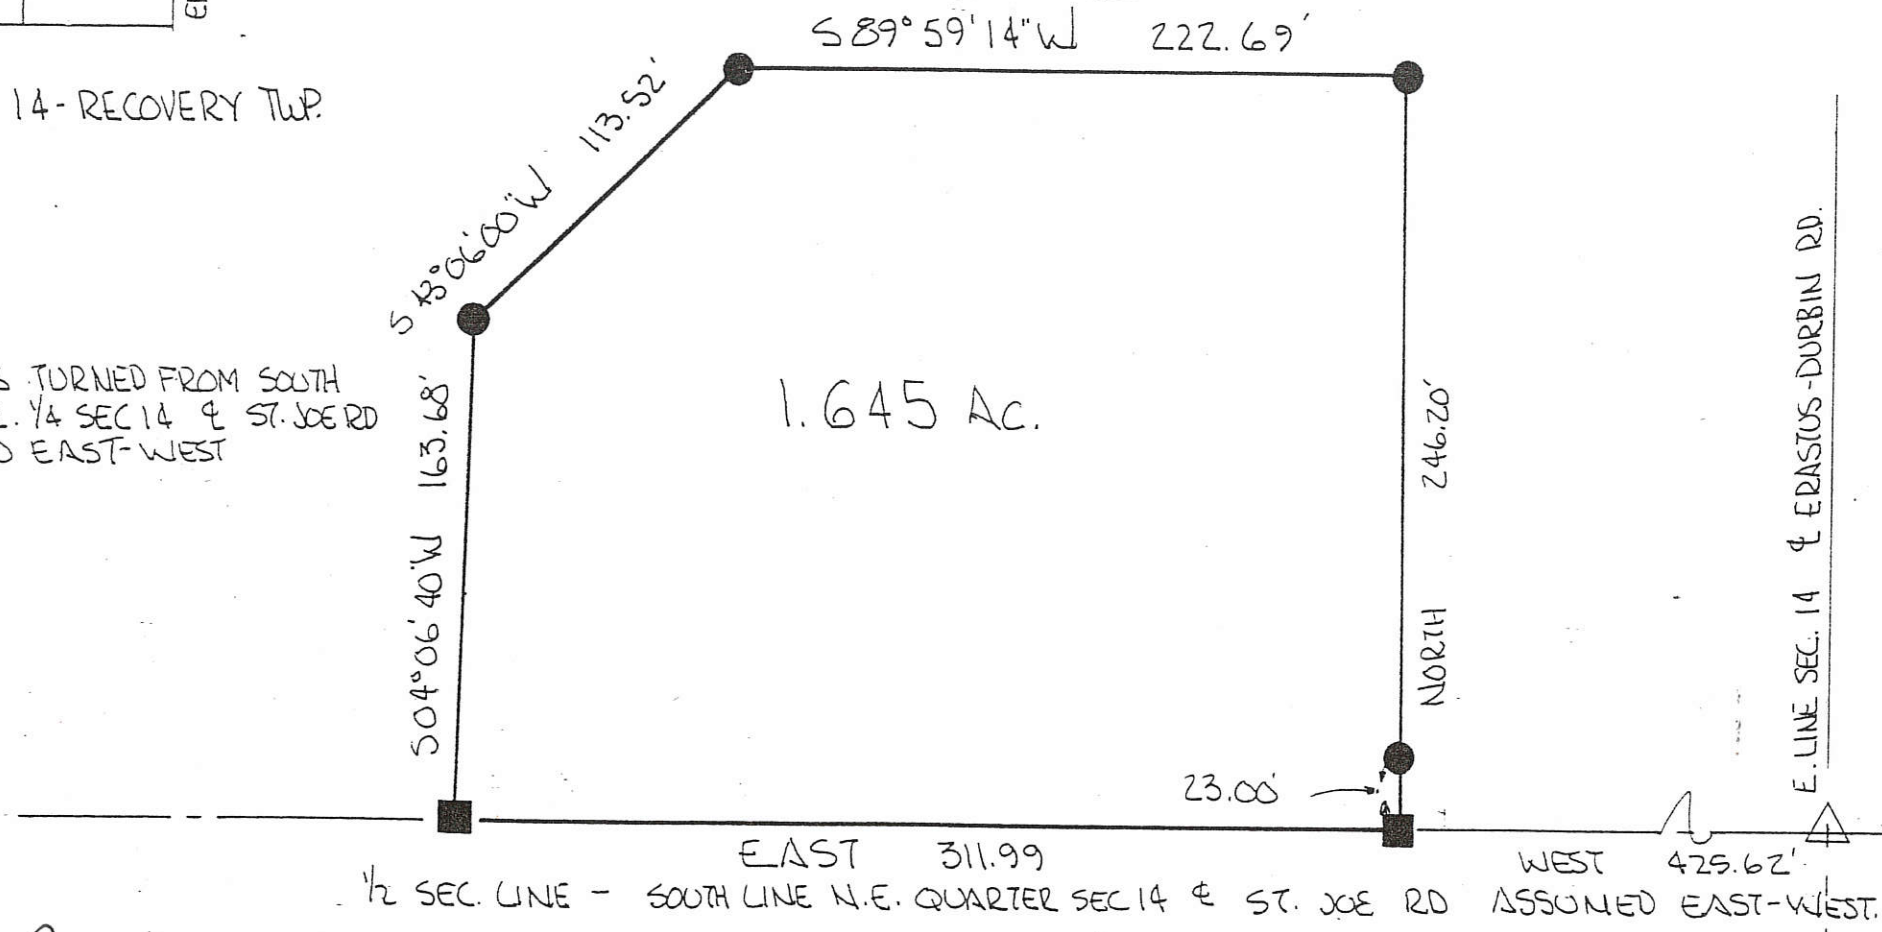 S 89° 59' 14" W 222.69'
14 - RECOVERY TWP.
113.52'
S 43° 06' 00" W
TURNED FROM SOUTH
1/4 SEC 14 ℄ ST. JOE RD
EAST-WEST
S 04° 06' 40" W 163.68'
1.645 AC.
NORTH 246.20'
E. LINE SEC. 14 ℄ ERASTUS-DURBIN RD.
23.00'
EAST 311.99
WEST 425.62'
1/2 SEC. LINE - SOUTH LINE N.E. QUARTER SEC 14 ℄ ST. JOE RD ASSUMED EAST-WEST.